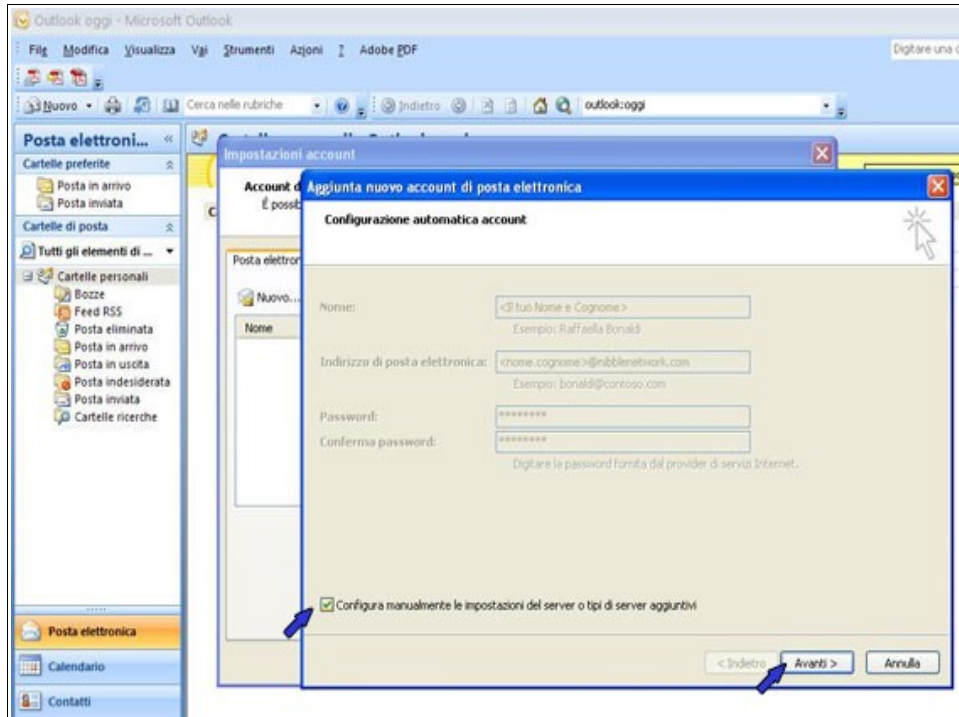 Outlook oggi - Microsoft Outlook
File Modifica Visualizza Vai Strumenti Azioni ? Adobe PDF
Digitare una d
Nuovo
Cerca nelle rubriche
Indietro
outlook:oggi
Posta elettroni...
Cartelle preferite
Posta in arrivo
Posta inviata
Cartelle di posta
Tutti gli elementi di ...
Cartelle personali
Bozze
Feed RSS
Posta eliminata
Posta in arrivo
Posta in uscita
Posta indesiderata
Posta inviata
Cartelle ricerche
Posta elettronica
Calendario
Contatti
Impostazioni account
Account d
È possib
Posta elettron
Nuovo...
Nome
Aggiunta nuovo account di posta elettronica
Configurazione automatica account
Nome:
<Il tuo Nome e Cognome>
Esempio: Raffaella Bonaldi
Indirizzo di posta elettronica:
<nome.cognome>@nibblenetwork.com
Esempio: bonaldi@contoso.com
Password:
********
Conferma password:
********
Digitare la password fornita dal provider di servizi Internet.
Configura manualmente le impostazioni del server o tipi di server aggiuntivi
< Indietro
Avanti >
Annulla